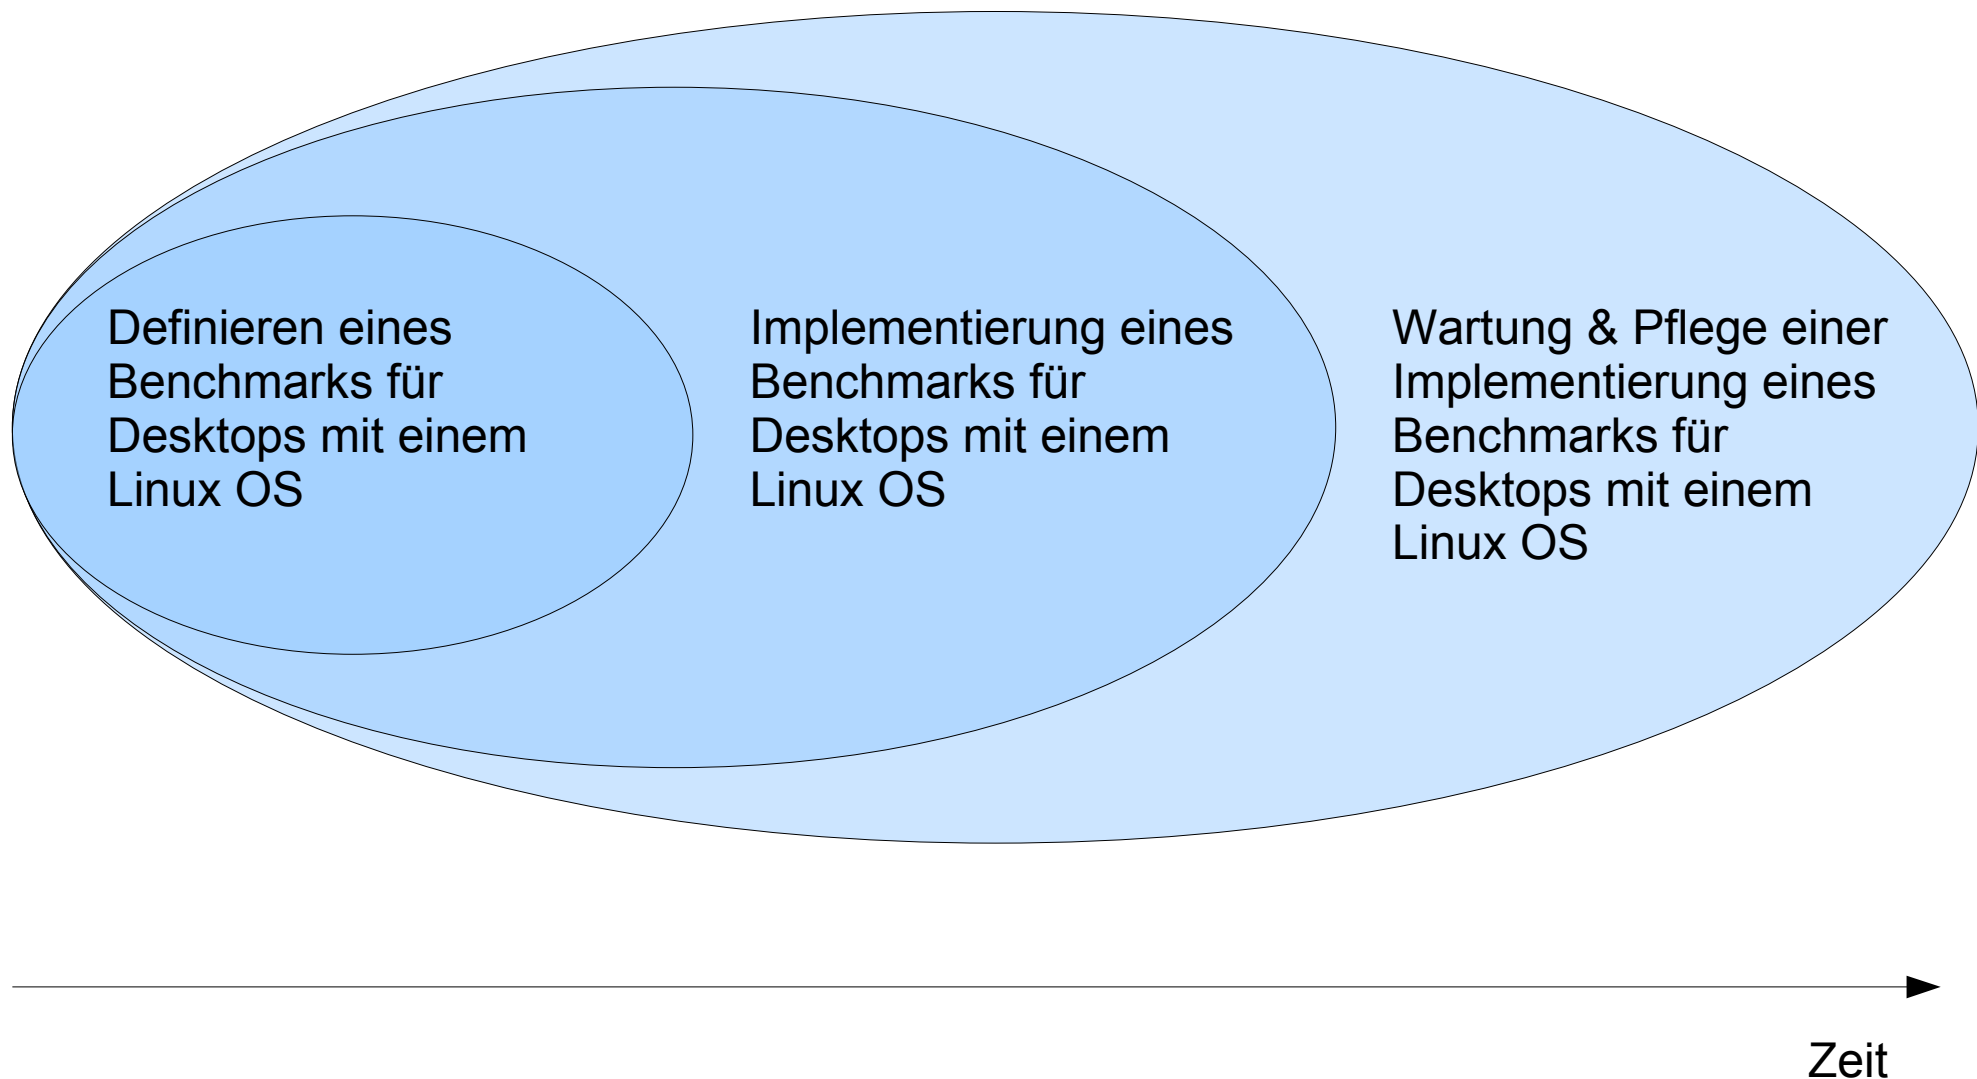 Definieren eines
Benchmarks für
Desktops mit einem
Linux OS
Implementierung eines
Benchmarks für
Desktops mit einem
Linux OS
Wartung & Pflege einer
Implementierung eines
Benchmarks für
Desktops mit einem
Linux OS
Zeit